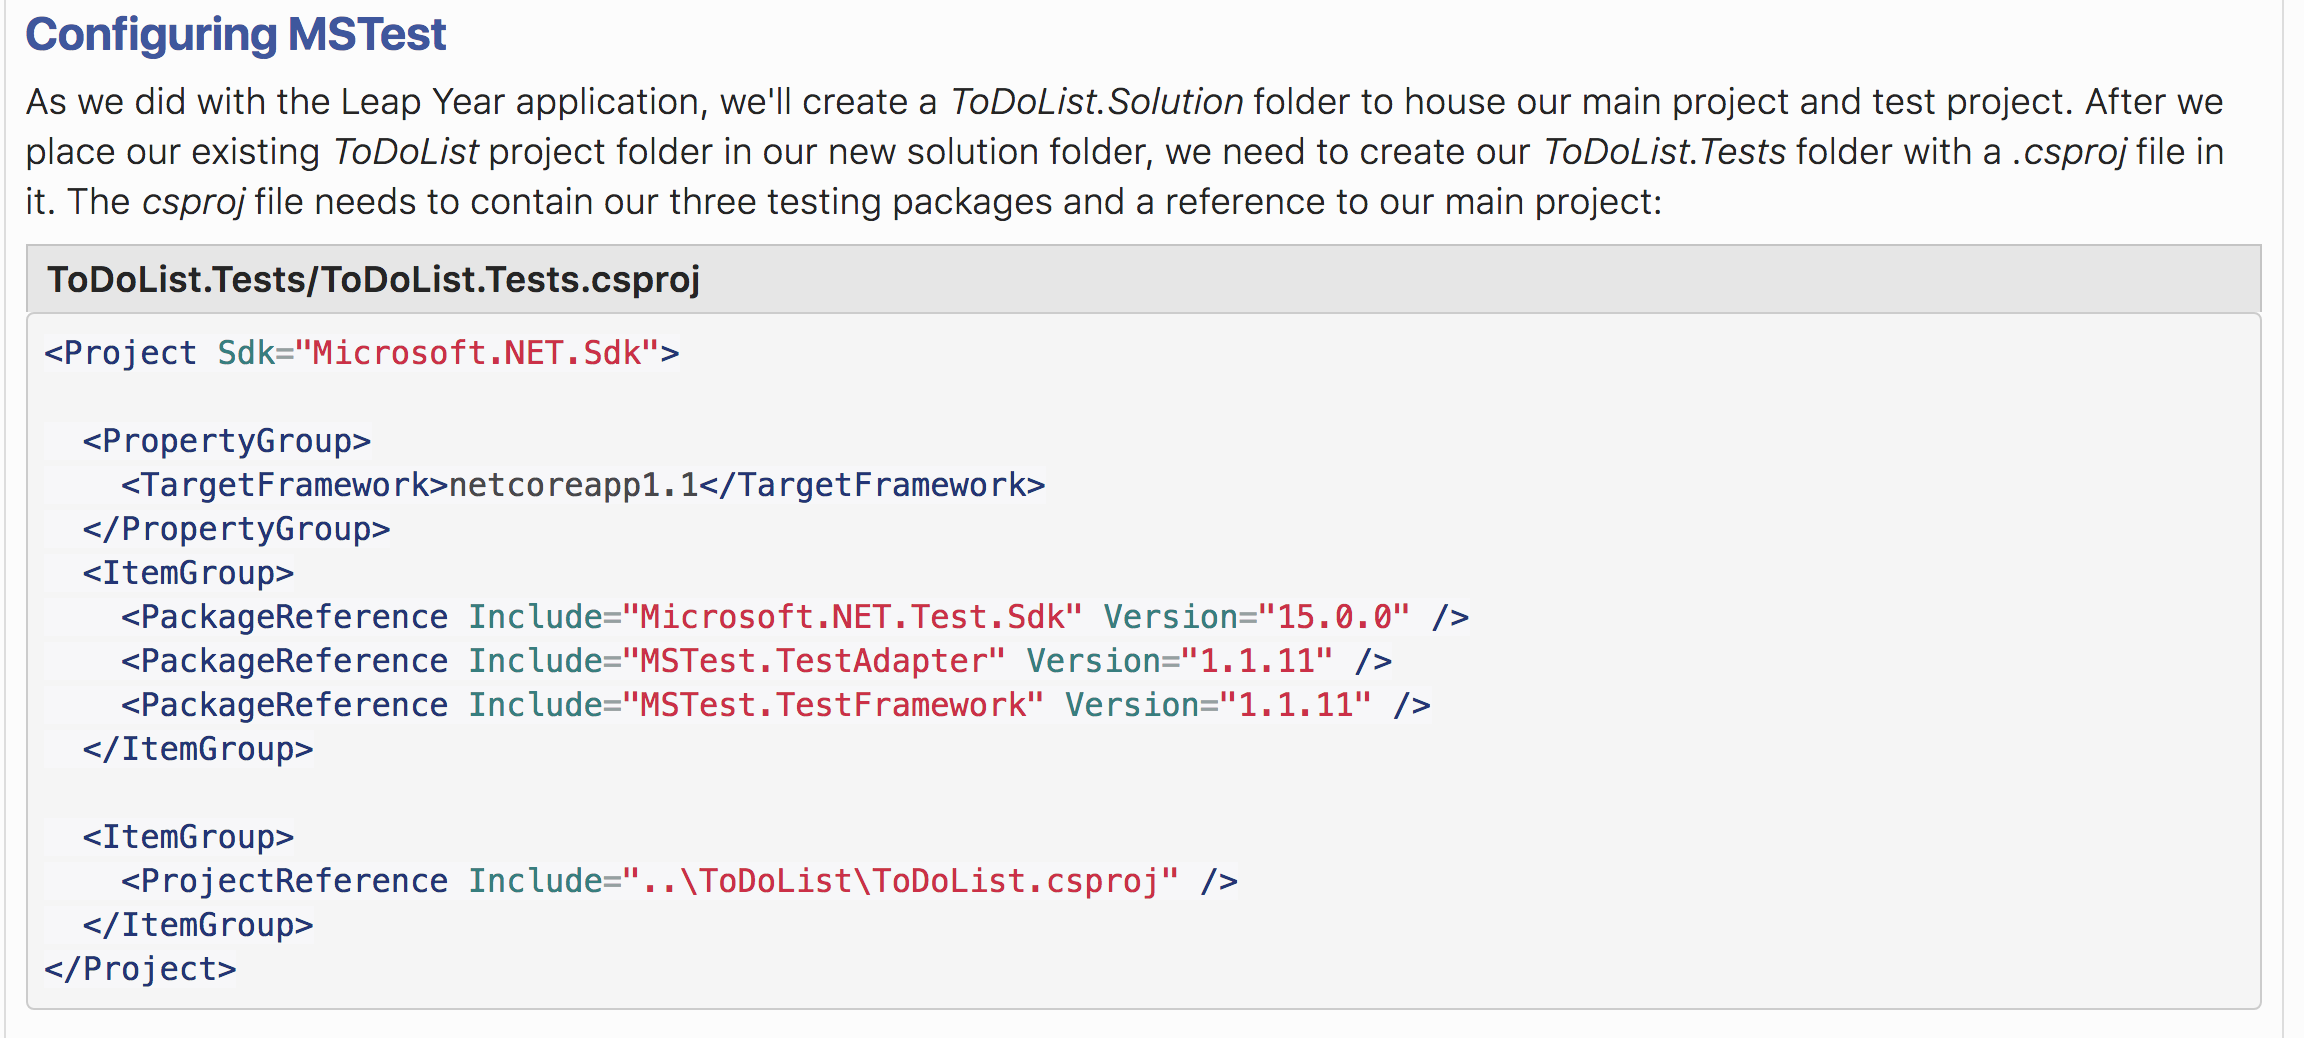 Configuring MSTest
As we did with the Leap Year application, we'll create a ToDoList.Solution folder to house our main project and test project. After we
place our existing ToDoList project folder in our new solution folder, we need to create our ToDoList.Tests folder with a .csproj file in
it. The csproj file needs to contain our three testing packages and a reference to our main project:
ToDoList.Tests/ToDoList.Tests.csproj
<Project Sdk="Microsoft.NET.Sdk">
  <PropertyGroup>
    <TargetFramework>netcoreapp1.1</TargetFramework>
  </PropertyGroup>
  <ItemGroup>
    <PackageReference Include="Microsoft.NET.Test.Sdk" Version="15.0.0" />
    <PackageReference Include="MSTest.TestAdapter" Version="1.1.11" />
    <PackageReference Include="MSTest.TestFramework" Version="1.1.11" />
  </ItemGroup>
  <ItemGroup>
    <ProjectReference Include="..\ToDoList\ToDoList.csproj" />
  </ItemGroup>
</Project>